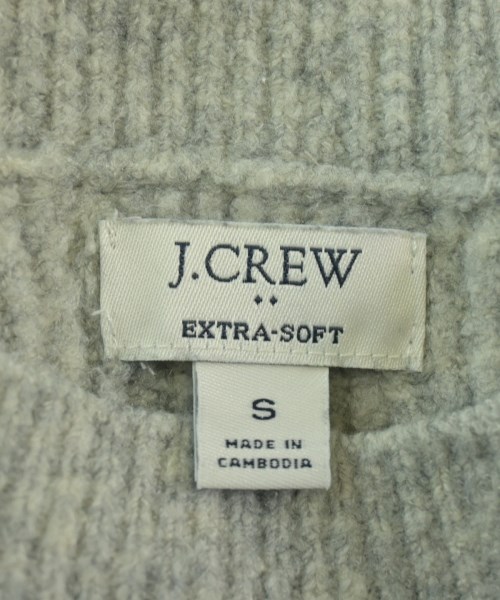 J.CREW
EXTRA-SOFT
S
MADE IN
CAMBODIA